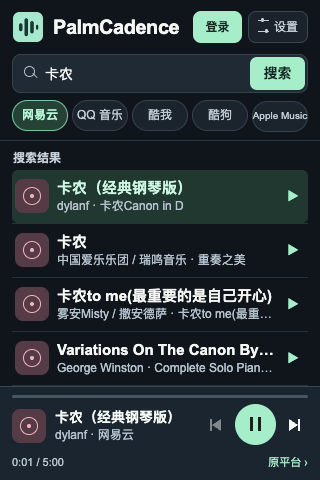 PalmCadence 登录 设置
卡农 搜索
网易云 QQ 音乐 酷我 酷狗 Apple Music
搜索结果
卡农（经典钢琴版）
dylanf · 卡农Canon in D
卡农
中国爱乐乐团 / 瑞鸣音乐 · 重奏之美
卡农to me(最重要的是自己开心)
雾安Misty / 撒安德萨 · 卡农to me(最重…
Variations On The Canon By…
George Winston · Complete Solo Pian…
卡农（经典钢琴版）
dylanf · 网易云
0:01 / 5:00 原平台 ›